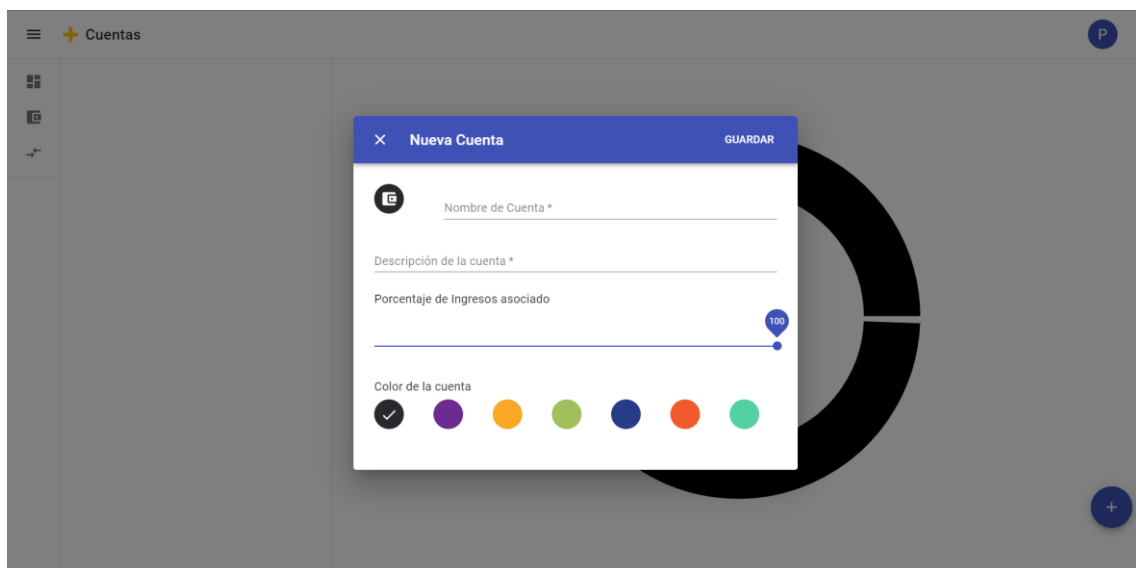 Cuentas
P
Nueva Cuenta
GUARDAR
Nombre de Cuenta *
Descripción de la cuenta *
Porcentaje de Ingresos asociado
100
Color de la cuenta